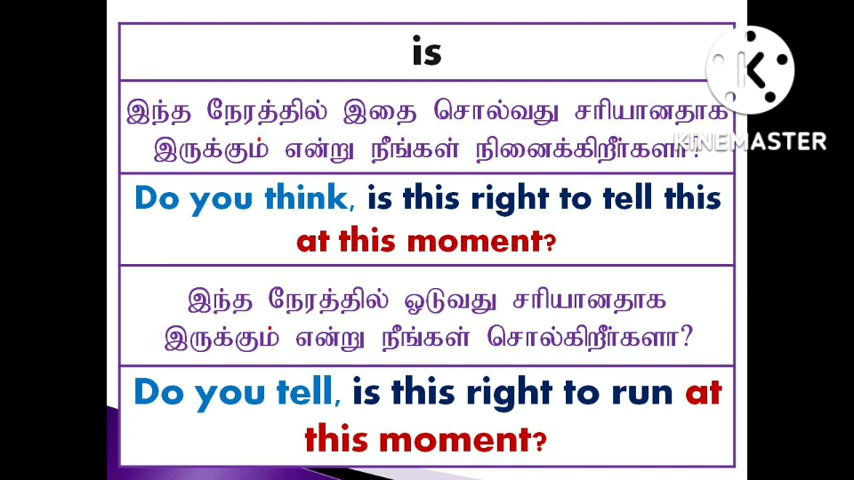 is
இந்த நேரத்தில் இதை சொல்வது சரியானதாக
இருக்கும் என்று நீங்கள் நினைக்கிறீர்களா?
Do you think, is this right to tell this
at this moment?
இந்த நேரத்தில் ஓடுவது சரியானதாக
இருக்கும் என்று நீங்கள் சொல்கிறீர்களா?
Do you tell, is this right to run at
this moment?
KINEMASTER